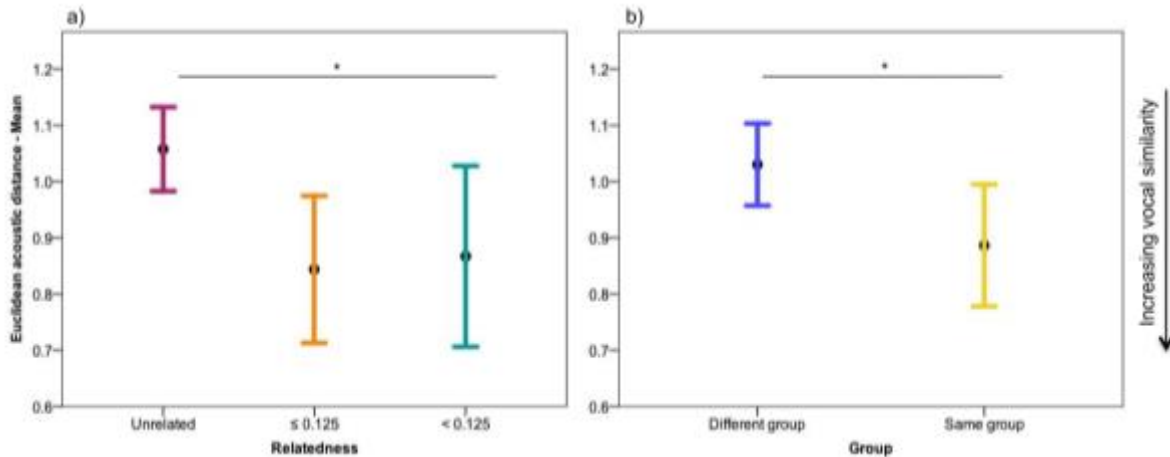 a)
b)
*
*
Euclidean acoustic distance - Mean
1.2
1.1
1.0
0.9
0.8
0.7
0.6
1.2
1.1
1.0
0.9
0.8
0.7
0.6
Unrelated
≤ 0.125
< 0.125
Different group
Same group
Relatedness
Group
Increasing vocal similarity